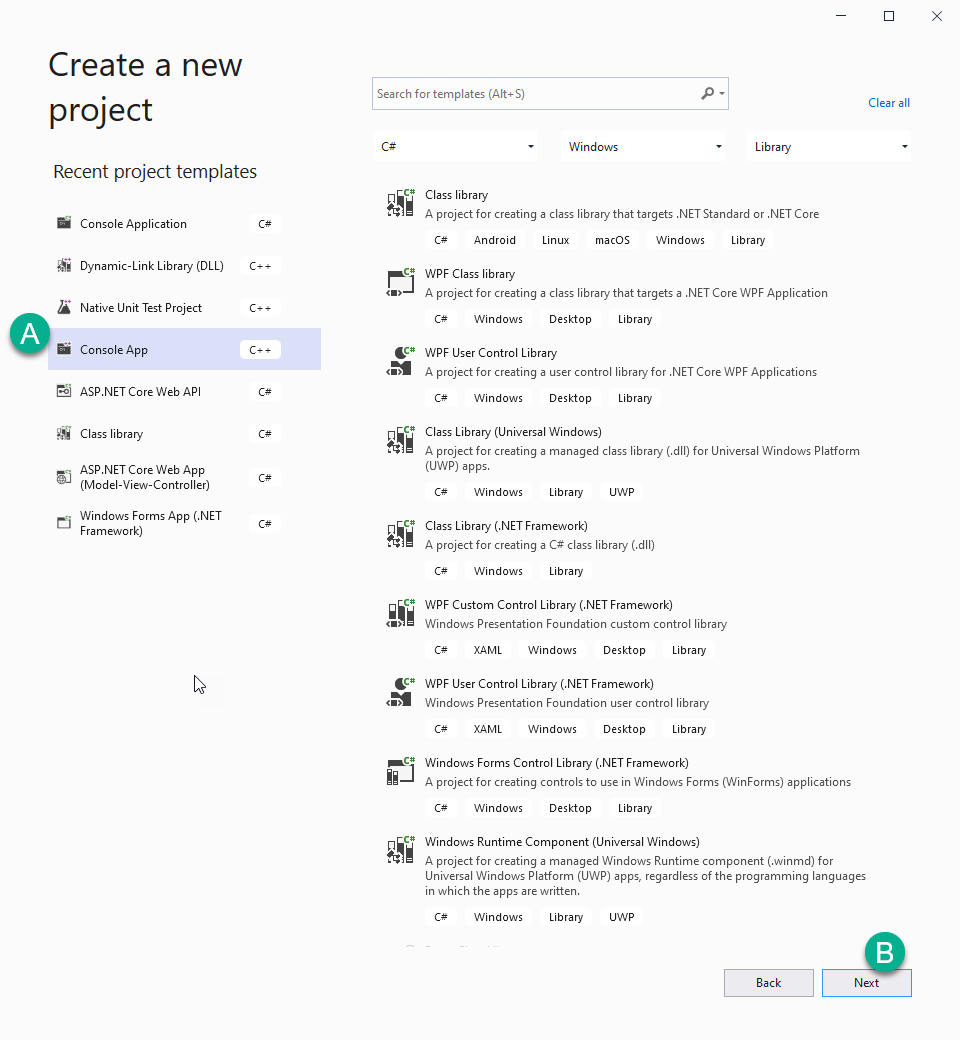 Create a new
project
Recent project templates
Console Application C#
Dynamic-Link Library (DLL) C++
Native Unit Test Project C++
A
Console App C++
ASP.NET Core Web API C#
Class library C#
ASP.NET Core Web App
(Model-View-Controller) C#
Windows Forms App (.NET
Framework) C#
Search for templates (Alt+S)
Clear all
C# Windows Library
C#
Class library
A project for creating a class library that targets .NET Standard or .NET Core
C# Android Linux macOS Windows Library
C#
WPF Class library
A project for creating a class library that targets a .NET Core WPF Application
C# Windows Desktop Library
C#
WPF User Control Library
A project for creating a user control library for .NET Core WPF Applications
C# Windows Desktop Library
C#
Class Library (Universal Windows)
A project for creating a managed class library (.dll) for Universal Windows Platform
(UWP) apps.
C# Windows Library UWP
C#
Class Library (.NET Framework)
A project for creating a C# class library (.dll)
C# Windows Library
C#
WPF Custom Control Library (.NET Framework)
Windows Presentation Foundation custom control library
C# XAML Windows Desktop Library
C#
WPF User Control Library (.NET Framework)
Windows Presentation Foundation user control library
C# XAML Windows Desktop Library
C#
Windows Forms Control Library (.NET Framework)
A project for creating controls to use in Windows Forms (WinForms) applications
C# Windows Desktop Library
C#
Windows Runtime Component (Universal Windows)
A project for creating a managed Windows Runtime component (.winmd) for
Universal Windows Platform (UWP) apps, regardless of the programming languages
in which the apps are written.
C# Windows Library UWP
B
Back Next